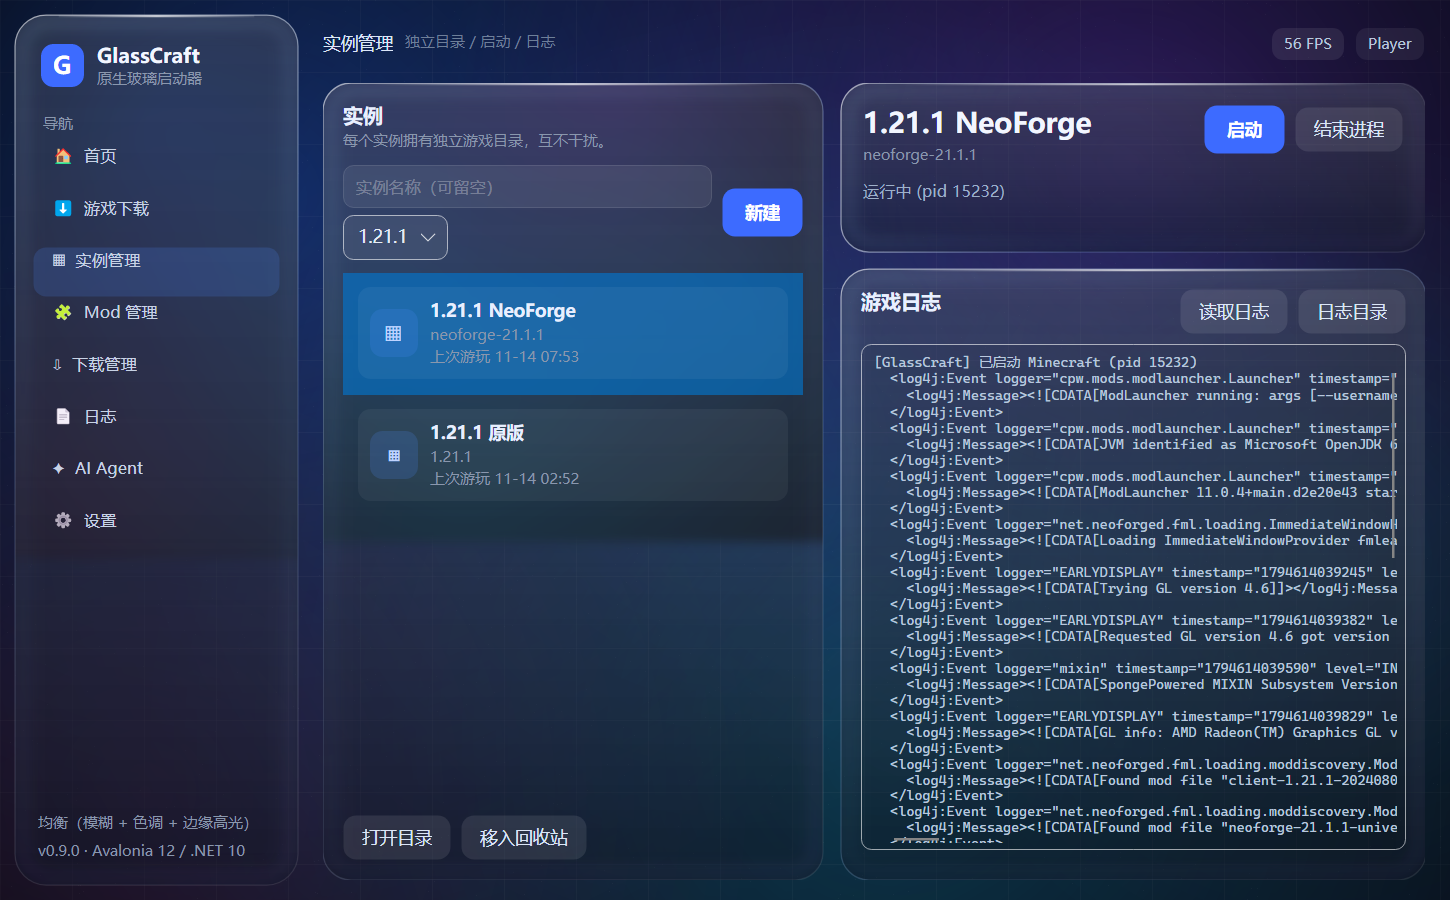 G
GlassCraft
原生玻璃启动器
导航
首页
游戏下载
实例管理
Mod 管理
下载管理
日志
AI Agent
设置
均衡（模糊 + 色调 + 边缘高光）
v0.9.0 · Avalonia 12 / .NET 10
实例管理 独立目录 / 启动 / 日志
56 FPS
Player
实例
每个实例拥有独立游戏目录，互不干扰。
实例名称（可留空）
1.21.1
新建
1.21.1 NeoForge
neoforge-21.1.1
上次游玩 11-14 07:53
1.21.1 原版
1.21.1
上次游玩 11-14 02:52
打开目录
移入回收站
1.21.1 NeoForge
neoforge-21.1.1
运行中 (pid 15232)
启动
结束进程
游戏日志
读取日志
日志目录
[GlassCraft] 已启动 Minecraft (pid 15232)
<log4j:Event logger="cpw.mods.modlauncher.Launcher" timestamp="
<log4j:Message><![CDATA[ModLauncher running: args [--username
</log4j:Event>
<log4j:Event logger="cpw.mods.modlauncher.Launcher" timestamp="
<log4j:Message><![CDATA[JVM identified as Microsoft OpenJDK 6
</log4j:Event>
<log4j:Event logger="cpw.mods.modlauncher.Launcher" timestamp="
<log4j:Message><![CDATA[ModLauncher 11.0.4+main.d2e20e43 star
</log4j:Event>
<log4j:Event logger="net.neoforged.fml.loading.ImmediateWindowH
<log4j:Message><![CDATA[Loading ImmediateWindowProvider fmlea
</log4j:Event>
<log4j:Event logger="EARLYDISPLAY" timestamp="1794614039245" le
<log4j:Message><![CDATA[Trying GL version 4.6]]></log4j:Messa
</log4j:Event>
<log4j:Event logger="EARLYDISPLAY" timestamp="1794614039382" le
<log4j:Message><![CDATA[Requested GL version 4.6 got version
</log4j:Event>
<log4j:Event logger="mixin" timestamp="1794614039590" level="IN
<log4j:Message><![CDATA[SpongePowered MIXIN Subsystem Version
</log4j:Event>
<log4j:Event logger="EARLYDISPLAY" timestamp="1794614039829" le
<log4j:Message><![CDATA[GL info: AMD Radeon(TM) Graphics GL v
</log4j:Event>
<log4j:Event logger="net.neoforged.fml.loading.moddiscovery.Mod
<log4j:Message><![CDATA[Found mod file "client-1.21.1-2024080
</log4j:Event>
<log4j:Event logger="net.neoforged.fml.loading.moddiscovery.Mod
<log4j:Message><![CDATA[Found mod file "neoforge-21.1.1-unive
</log4j:Event>